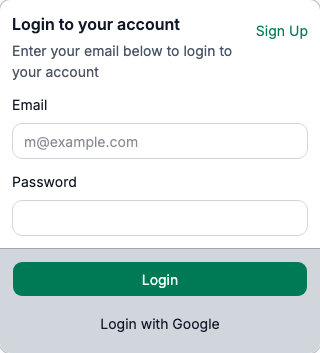 Login to your account
Sign Up
Enter your email below to login to
your account
Email
m@example.com
Password
Login
Login with Google